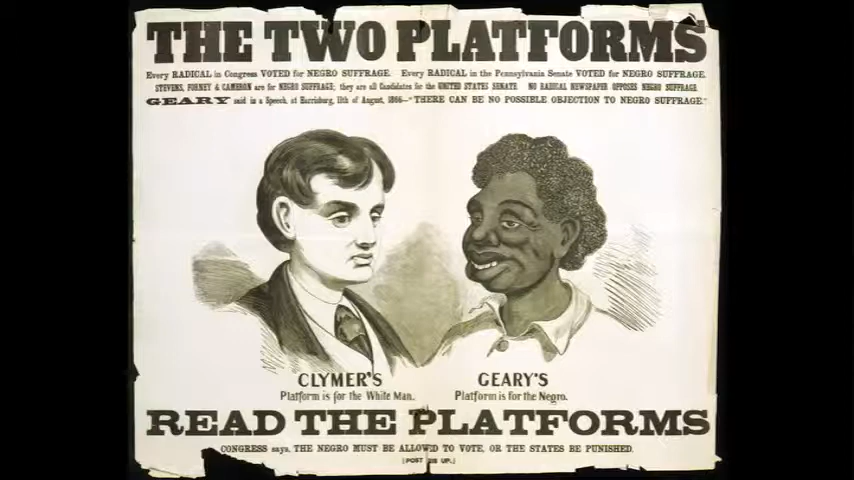 THE TWO PLATFORMS
Every RADICAL in Congress VOTED for NEGRO SUFFRAGE. Every RADICAL in the Pennsylvania Senate VOTED for NEGRO SUFFRAGE.
STEVENS, FORNEY & CAMERON are for NEGRO SUFFRAGE; they are all Candidates for the UNITED STATES SENATE. NO RADICAL NEWSPAPER OPPOSES NEGRO SUFFRAGE.
GEARY said in a Speech, at Harrisburg, 11th of August, 1866—"THERE CAN BE NO POSSIBLE OBJECTION TO NEGRO SUFFRAGE."
CLYMER'S
Platform is for the White Man.
GEARY'S
Platform is for the Negro.
READ THE PLATFORMS
CONGRESS says, THE NEGRO MUST BE ALLOWED TO VOTE, OR THE STATES BE PUNISHED.
[POST UP.]